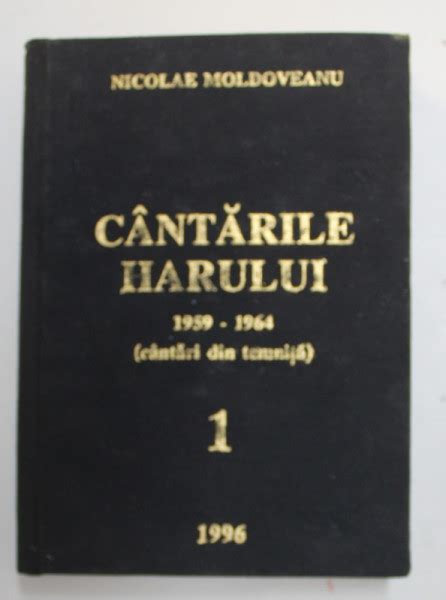 NICOLAE MOLDOVEANU
CÂNTĂRILE
HARULUI
1959 - 1964
(cântări din temniță)
1
1996